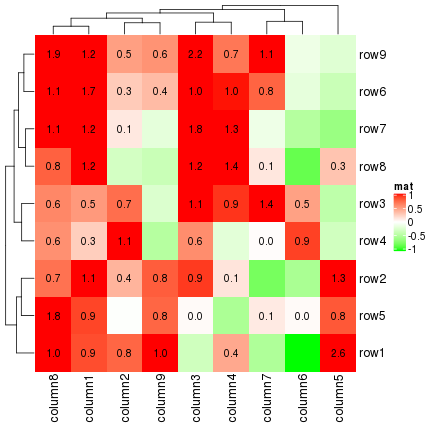 1.9 1.2 0.5 0.6 2.2 0.7 1.1 row9
1.1 1.7 0.3 0.4 1.0 1.0 0.8 row6
1.1 1.2 0.1 1.8 1.3 row7
0.8 1.2 1.2 1.4 0.1 0.3 row8
0.6 0.5 0.7 1.1 0.9 1.4 0.5 row3
0.6 0.3 1.1 0.6 0.0 0.9 row4
0.7 1.1 0.4 0.8 0.9 0.1 1.3 row2
1.8 0.9 0.8 0.0 0.1 0.0 0.8 row5
1.0 0.9 0.8 1.0 0.4 2.6 row1
column8 column1 column2 column9 column3 column4 column7 column6 column5
mat
1
0.5
0
-0.5
-1